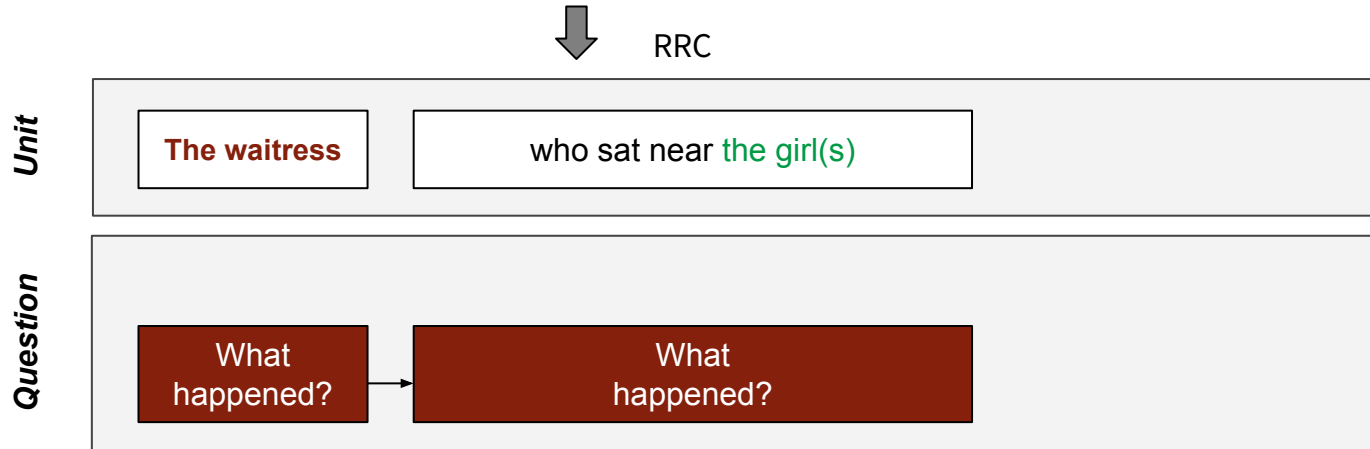 RRC
Unit
The waitress
who sat near the girl(s)
Question
What
happened?
What
happened?